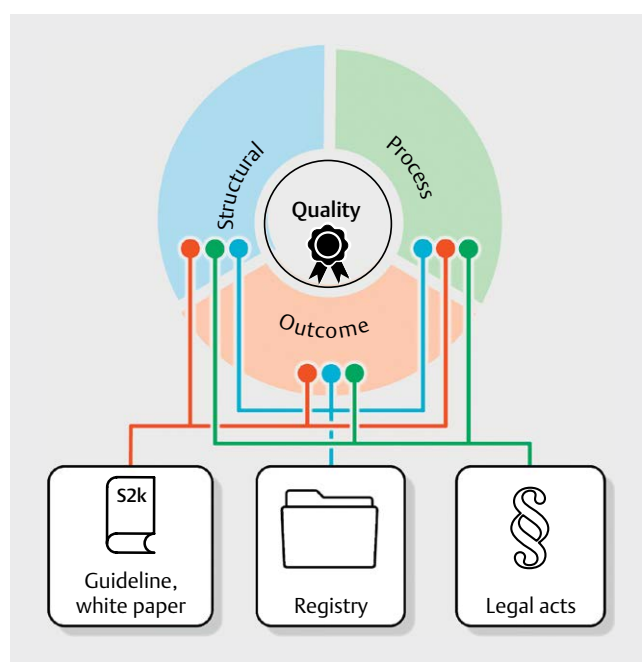 Structural
Process
Quality
Outcome
S2k
Guideline,
white paper
Registry
§
Legal acts